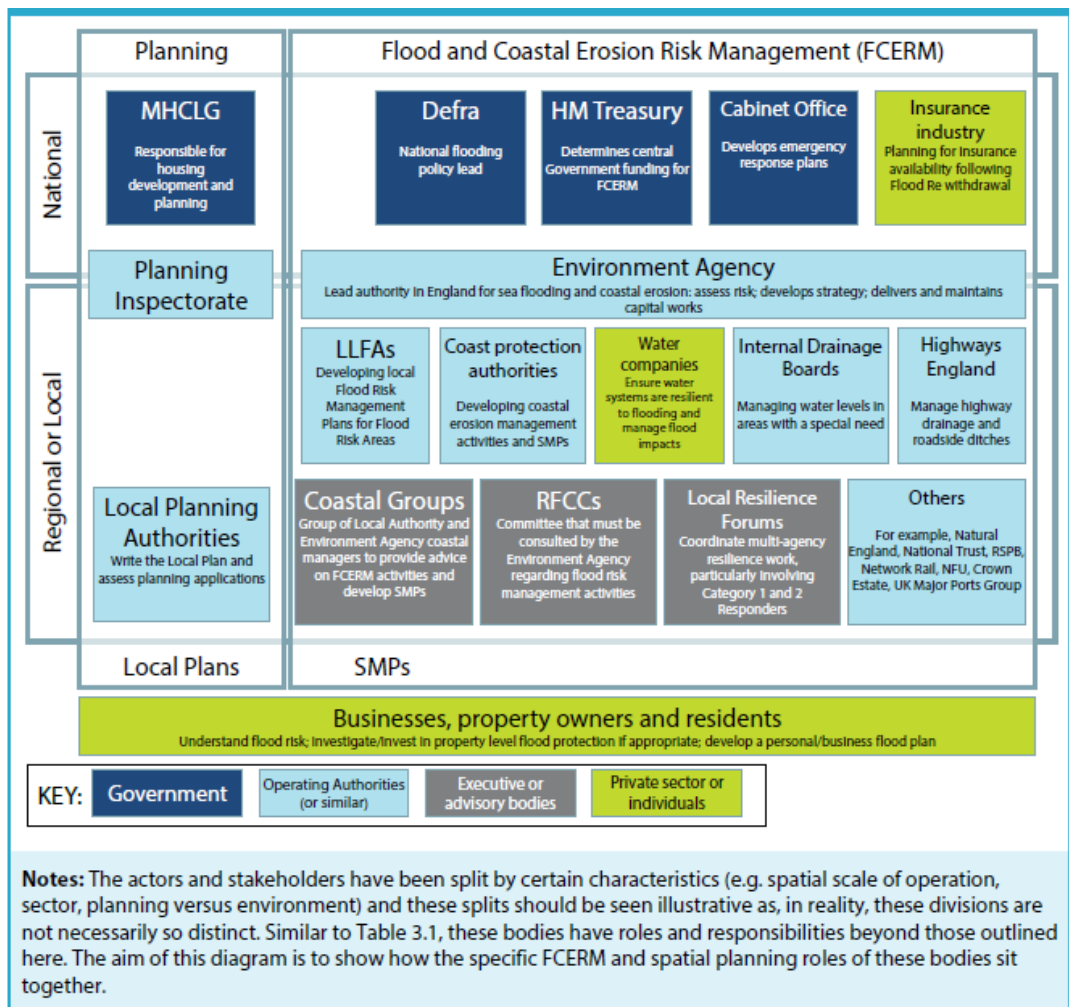 Planning
Flood and Coastal Erosion Risk Management (FCERM)
National
MHCLG
Responsible for
housing
development and
planning
Defra
National flooding
policy lead
HM Treasury
Determines central
Government funding for
FCERM
Cabinet Office
Develops emergency
response plans
Insurance
industry
Planning for insurance
availability following
Flood Re withdrawal
Planning
Inspectorate
Environment Agency
Lead authority in England for sea flooding and coastal erosion: assess risk; develops strategy; delivers and maintains
capital works
Regional or Local
LLFAs
Developing local
Flood Risk
Management
Plans for Flood
Risk Areas
Coast protection
authorities
Developing coastal
erosion management
activities and SMPs
Water
companies
Ensure water
systems are resilient
to flooding and
manage flood
impacts
Internal Drainage
Boards
Managing water levels in
areas with a special need
Highways
England
Manage highway
drainage and
roadside ditches
Local Planning
Authorities
Write the Local Plan and
assess planning applications
Coastal Groups
Group of Local Authority and
Environment Agency coastal
managers to provide advice
on FCERM activities and
develop SMPs
RFCCs
Committee that must be
consulted by the
Environment Agency
regarding flood risk
management activities
Local Resilience
Forums
Coordinate multi-agency
resilience work,
particularly involving
Category 1 and 2
Responders
Others
For example, Natural
England, National Trust, RSPB,
Network Rail, NFU, Crown
Estate, UK Major Ports Group
Local Plans
SMPs
Businesses, property owners and residents
Understand flood risk; investigate/invest in property level flood protection if appropriate; develop a personal/business flood plan
KEY:
Government
Operating Authorities
(or similar)
Executive or
advisory bodies
Private sector or
individuals
Notes: The actors and stakeholders have been split by certain characteristics (e.g. spatial scale of operation,
sector, planning versus environment) and these splits should be seen illustrative as, in reality, these divisions are
not necessarily so distinct. Similar to Table 3.1, these bodies have roles and responsibilities beyond those outlined
here. The aim of this diagram is to show how the specific FCERM and spatial planning roles of these bodies sit
together.